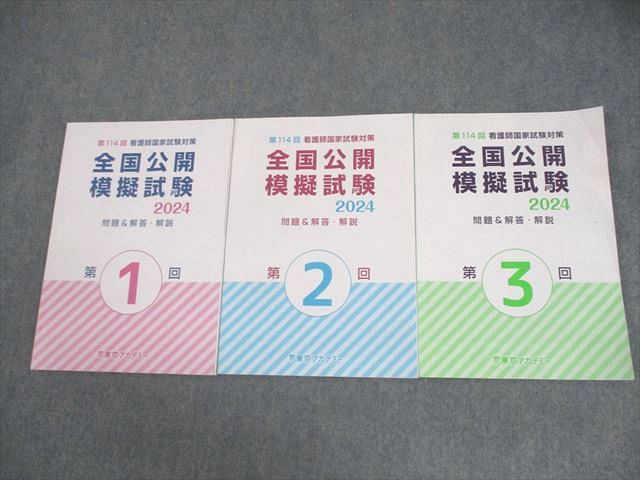 第114回 看護師国家試験対策
全国公開
模擬試験
2024
問題&解答・解説
第1回
東京アカデミー
第114回 看護師国家試験対策
全国公開
模擬試験
2024
問題&解答・解説
第2回
東京アカデミー
第114回 看護師国家試験対策
全国公開
模擬試験
2024
問題&解答・解説
第3回
東京アカデミー